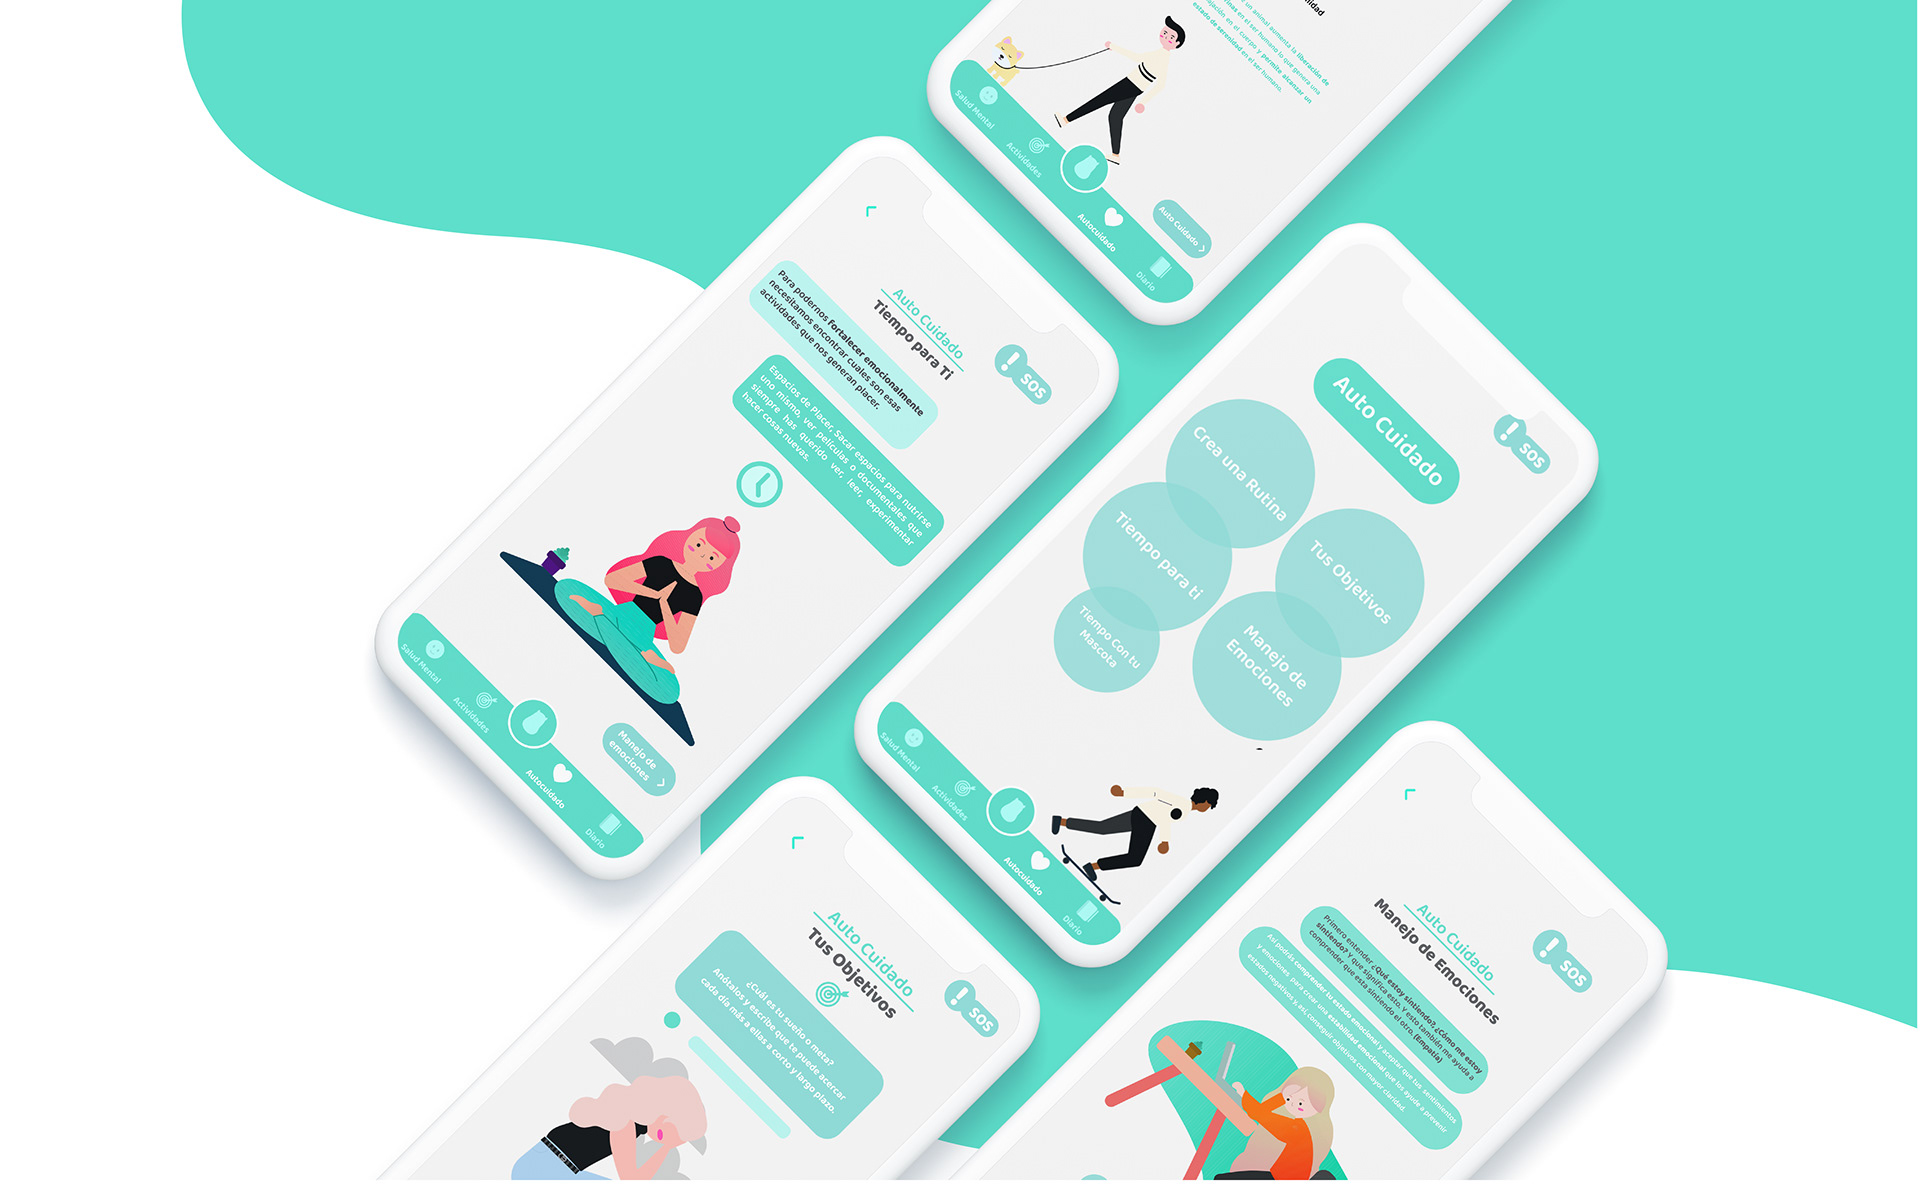 lidad
un animal aumenta la liberación de
en el ser humano lo que genera una
relajación en el cuerpo y permite alcanzar un
estado de serenidad en el ser humano.
Auto Cuidado
Salud Mental
Actividades
Autocuidado
Diario
SOS
Auto Cuidado
Tiempo para Ti
Para podernos fortalecer emocionalmente
necesitamos encontrar cuales son esas
actividades que nos generan placer.
Espacios de Placer, Sacar espacios para nutrirse
uno mismo, ver películas o documentales que
siempre has querido ver, leer, experimentar
hacer cosas nuevas.
Manejo de
emociones
Salud Mental
Actividades
Autocuidado
Diario
SOS
Auto Cuidado
Crea una Rutina
Tiempo para ti
Tus Objetivos
Tiempo Con tu
Mascota
Manejo de
Emociones
Salud Mental
Actividades
Autocuidado
Diario
SOS
Auto Cuidado
Tus Objetivos
¿Cuál es tu sueño o meta?
Anótalos y escribe que te puede acercar
cada día más a ellas a corto y largo plazo.
SOS
Auto Cuidado
Manejo de Emociones
Primero entender ¿Qué estoy sintiendo?, ¿Cómo me estoy
sintiendo? Y que significa esto. Y esto también me ayuda a
comprender que esta sintiendo el otro. (Empatía)
Así podrás comprender tu estado emocional y aceptar que tus sentimientos
y emociones para crear una estabilidad emocional que los ayude a prevenir
estados negativos y así, conseguir objetivos con mayor claridad.